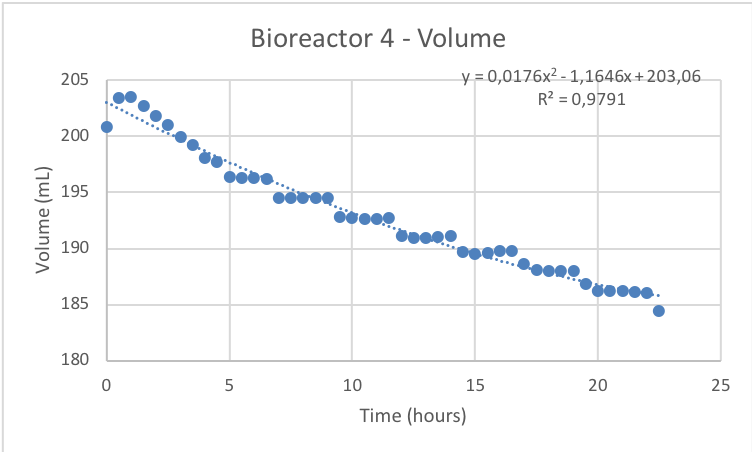 Bioreactor 4 - Volume
y = 0,0176x² - 1,1646x + 203,06
R² = 0,9791
205
200
195
190
185
180
Volume (mL)
0 5 10 15 20 25
Time (hours)